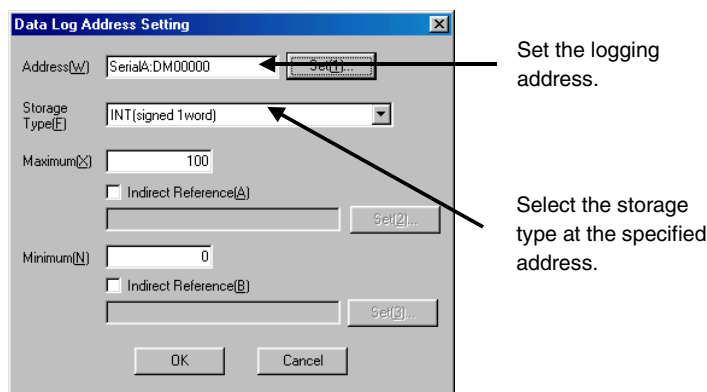 Data Log Address Setting
Address(W) SerialA:DM00000 Set(1)...
Set the logging
address.
Storage
Type(F) INT(signed 1word)
Maximum(X) 100
Indirect Reference(A)
Set(2)...
Select the storage
type at the specified
address.
Minimum(N) 0
Indirect Reference(B)
Set(3)...
OK Cancel